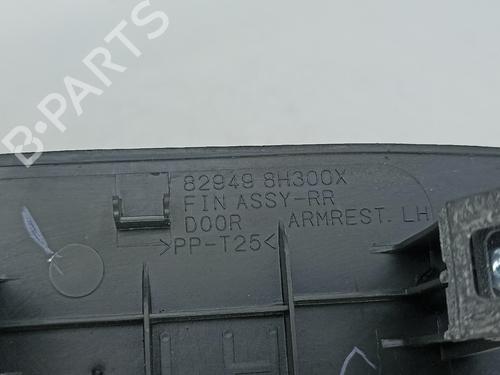 B-PARTS
82949 8H300X
FIN ASSY-RR
DOOR ARMREST. LH
>PP-T25<